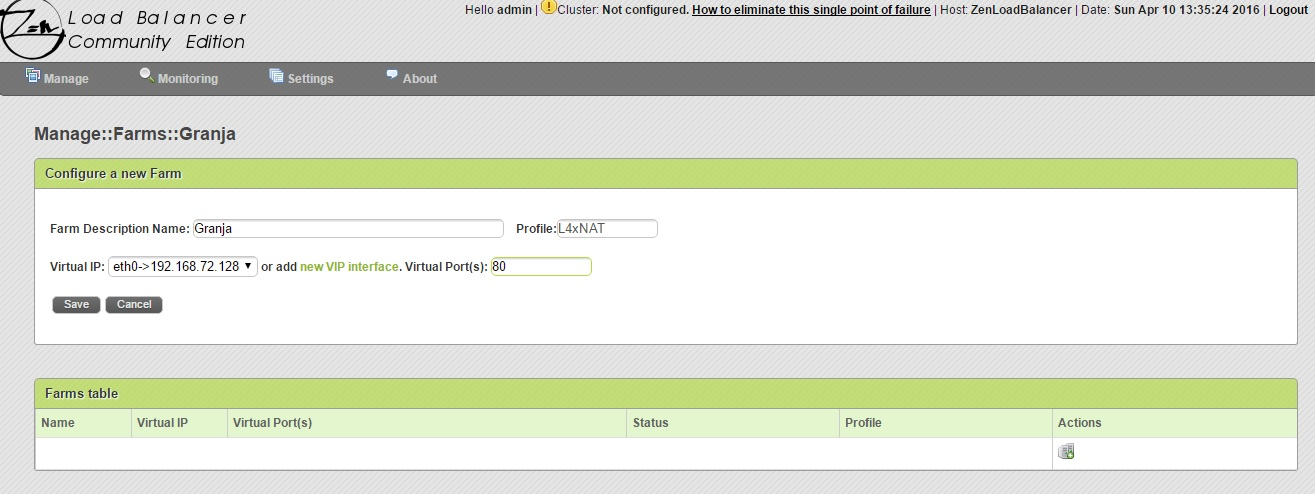 Zen Load Balancer
Community Edition
Hello admin | Cluster: Not configured. How to eliminate this single point of failure | Host: ZenLoadBalancer | Date: Sun Apr 10 13:35:24 2016 | Logout
Manage Monitoring Settings About
Manage::Farms::Granja
Configure a new Farm
Farm Description Name: Granja Profile: L4xNAT
Virtual IP: eth0->192.168.72.128 or add new VIP interface. Virtual Port(s): 80
Save Cancel
Farms table
Name Virtual IP Virtual Port(s) Status Profile Actions